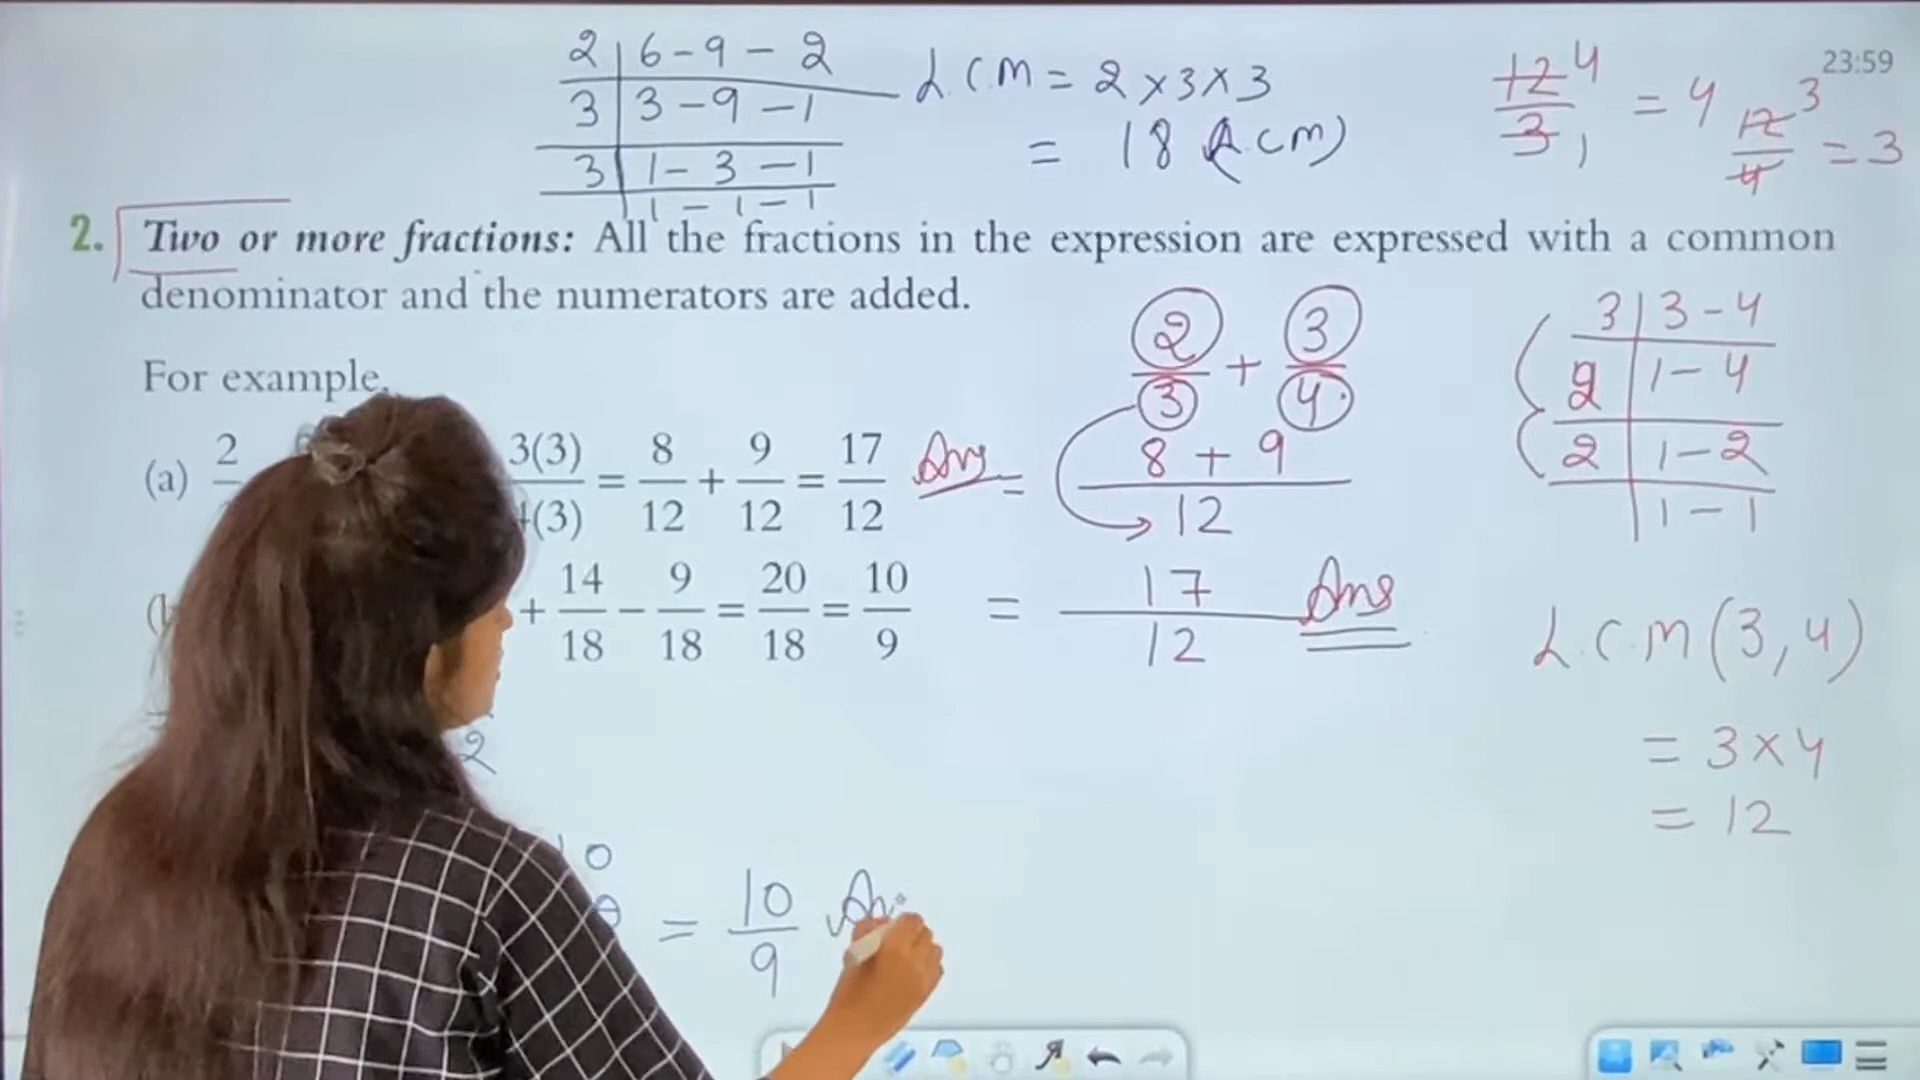 2 | 6 - 9 - 2
3 | 3 - 9 - 1
3 | 1 - 3 - 1
1 - 1 - 1
L.C.M = 2 × 3 × 3
= 18 (L.C.M)
12 4
3 1
= 4
12 3
4
= 3
23:59
2. Two or more fractions: All the fractions in the expression are expressed with a common
denominator and the numerators are added.
For example,
(a) 2 3(3)/4(3) = 8/12 + 9/12 = 17/12 Ans
+ 14/18 − 9/18 = 20/18 = 10/9
2/3 + 3/4
= 8 + 9/12
= 17/12 Ans
3 | 3 - 4
2 | 1 - 4
2 | 1 - 2
1 - 1
L.C.M (3, 4)
= 3 × 4
= 12
2
10
= 10/9